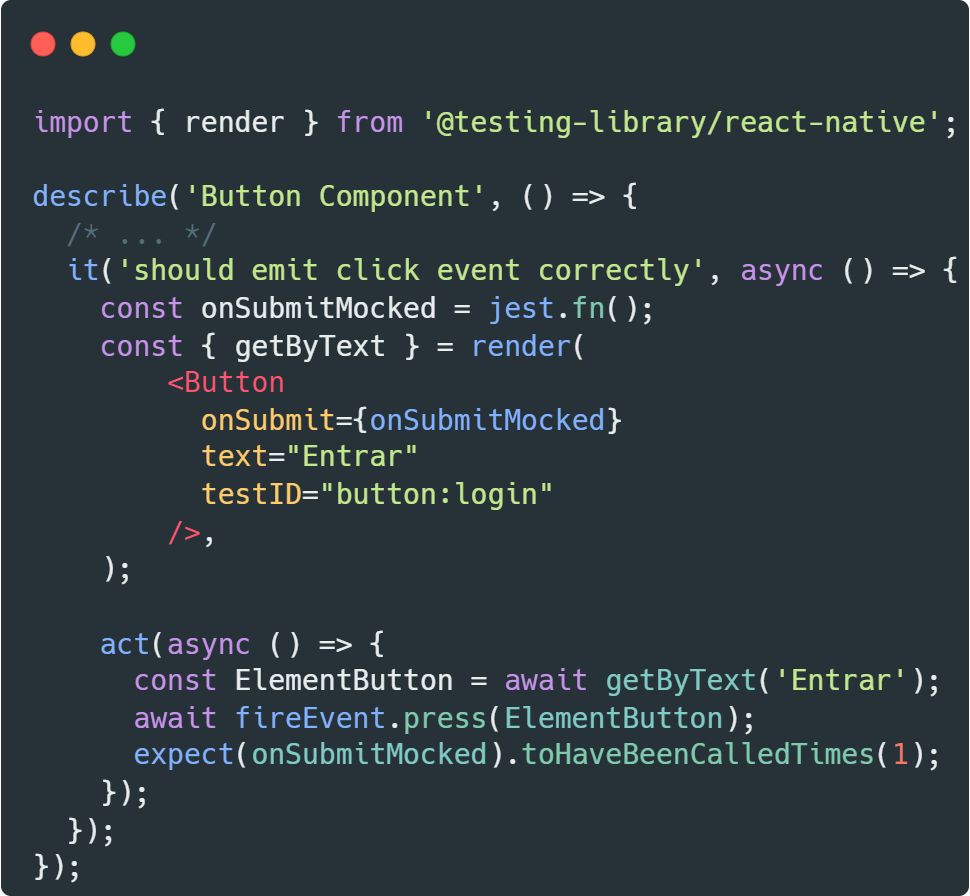 import { render } from '@testing-library/react-native';
describe('Button Component', () => {
/* ... */
it('should emit click event correctly', async () => {
const onSubmitMocked = jest.fn();
const { getByText } = render(
<Button
onSubmit={onSubmitMocked}
text="Entrar"
testID="button:login"
/>,
);
act(async () => {
const ElementButton = await getByText('Entrar');
await fireEvent.press(ElementButton);
expect(onSubmitMocked).toHaveBeenCalledTimes(1);
});
});
});